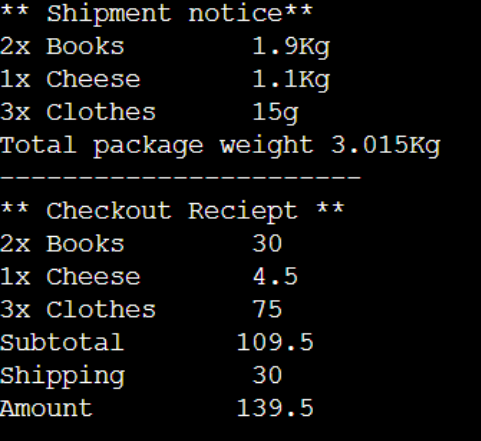 ** Shipment notice**
2x Books 1.9Kg
1x Cheese 1.1Kg
3x Clothes 15g
Total package weight 3.015Kg
-----------------------
** Checkout Reciept **
2x Books 30
1x Cheese 4.5
3x Clothes 75
Subtotal 109.5
Shipping 30
Amount 139.5